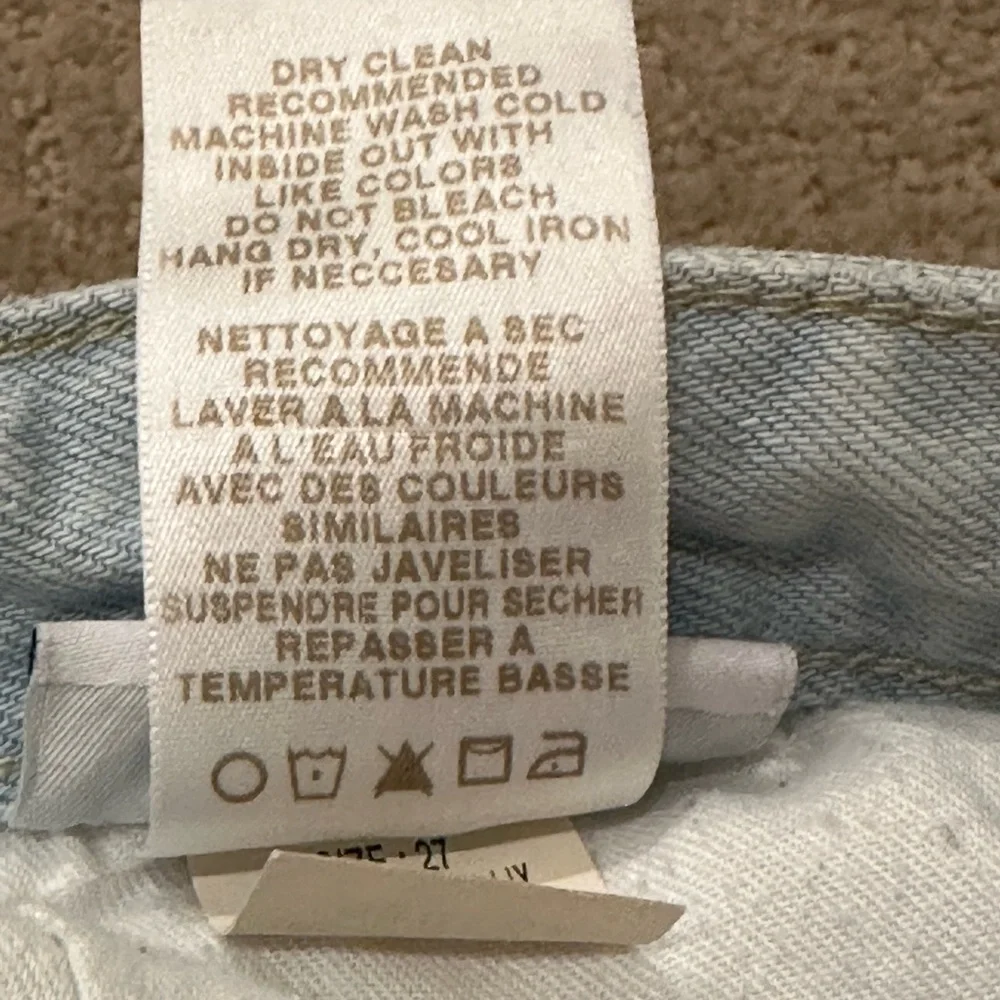 DRY CLEAN
RECOMMENDED
MACHINE WASH COLD
INSIDE OUT WITH
LIKE COLORS
DO NOT BLEACH
HANG DRY, COOL IRON
IF NECCESARY
NETTOYAGE A SEC
RECOMMENDE
LAVER A LA MACHINE
A L'EAU FROIDE
AVEC DES COULEURS
SIMILAIRES
NE PAS JAVELISER
SUSPENDRE POUR SECHER
REPASSER A
TEMPERATURE BASSE
SIZE : 27